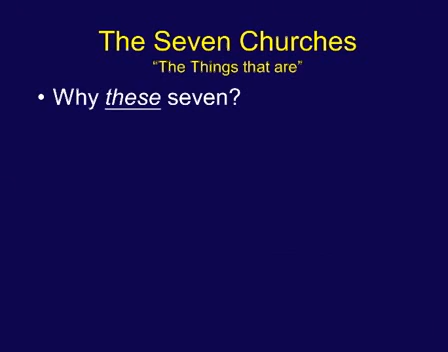 The Seven Churches
“The Things that are”
• Why these seven?